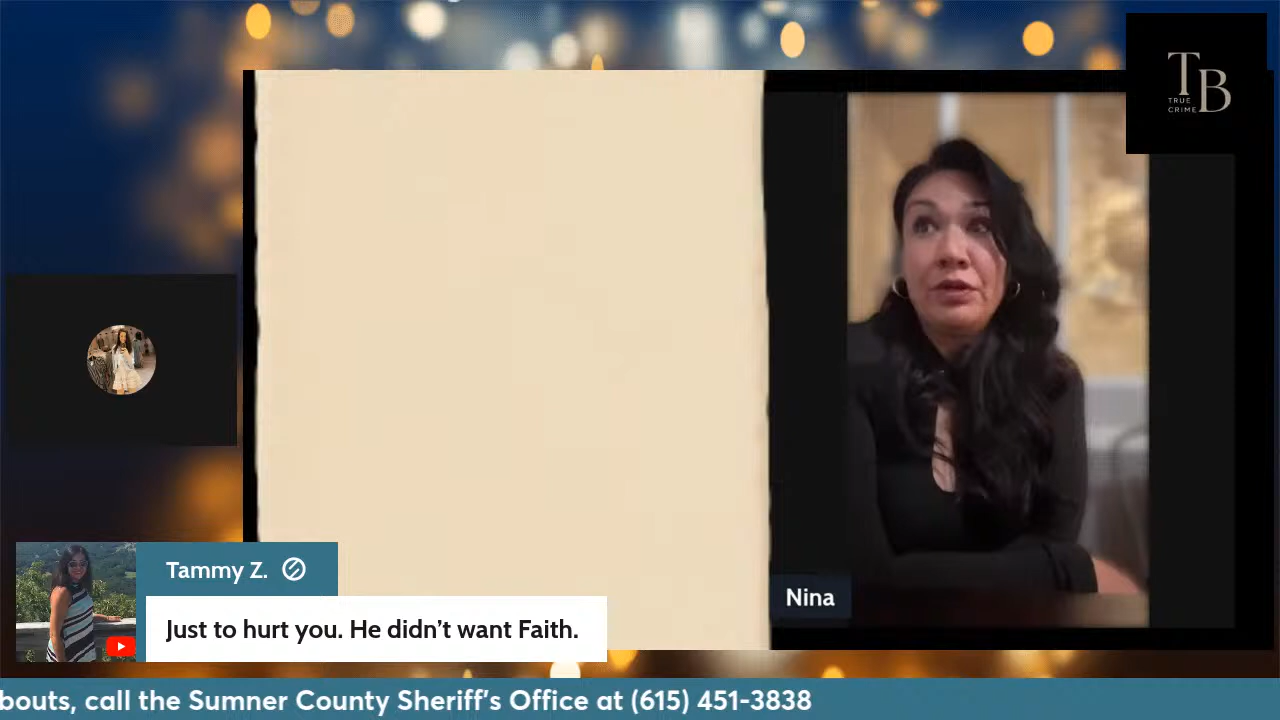 TB
TRUE
CRIME
Nina
Tammy Z.
Just to hurt you. He didn't want Faith.
bouts, call the Sumner County Sheriff's Office at (615) 451-3838